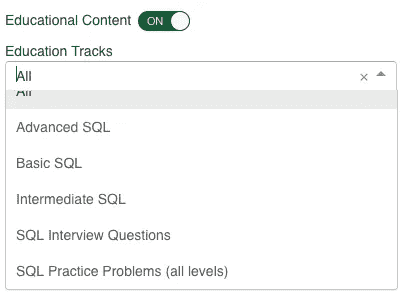 Educational Content ON
Education Tracks
All
All
Advanced SQL
Basic SQL
Intermediate SQL
SQL Interview Questions
SQL Practice Problems (all levels)